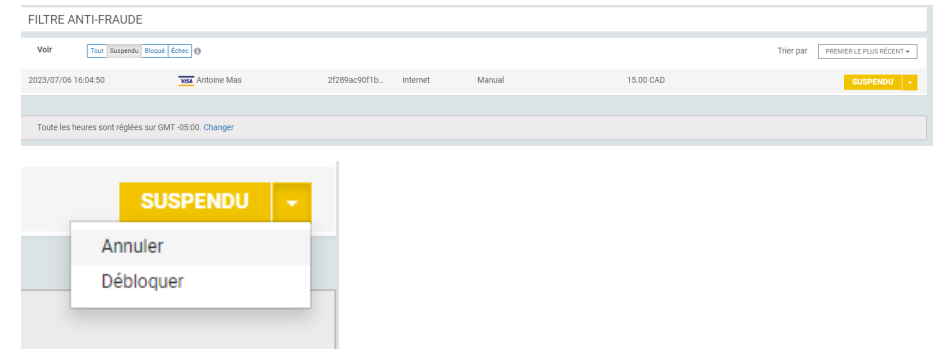 FILTRE ANTI-FRAUDE
Voir Tout Suspendu Bloqué Échec Trier par PREMIER LE PLUS RÉCENT
2023/07/06 16:04:50 VISA Antoine Mas 2f289ac90f1b... internet Manual 15.00 CAD SUSPENDU
Toute les heures sont réglées sur GMT -05:00. Changer
SUSPENDU
Annuler
Débloquer